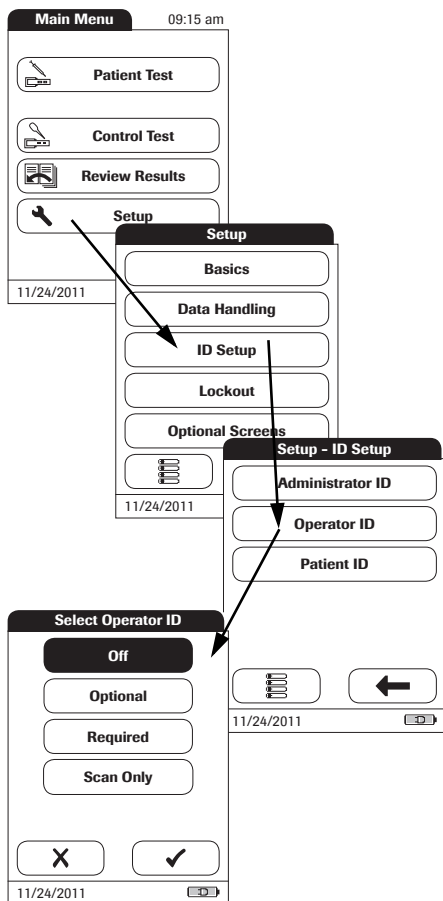 Main Menu 09:15 am
Patient Test
Control Test
Review Results
Setup
11/24/2011
Setup
Basics
Data Handling
ID Setup
Lockout
Optional Screens
11/24/2011
Setup - ID Setup
Administrator ID
Operator ID
Patient ID
11/24/2011
Select Operator ID
Off
Optional
Required
Scan Only
11/24/2011